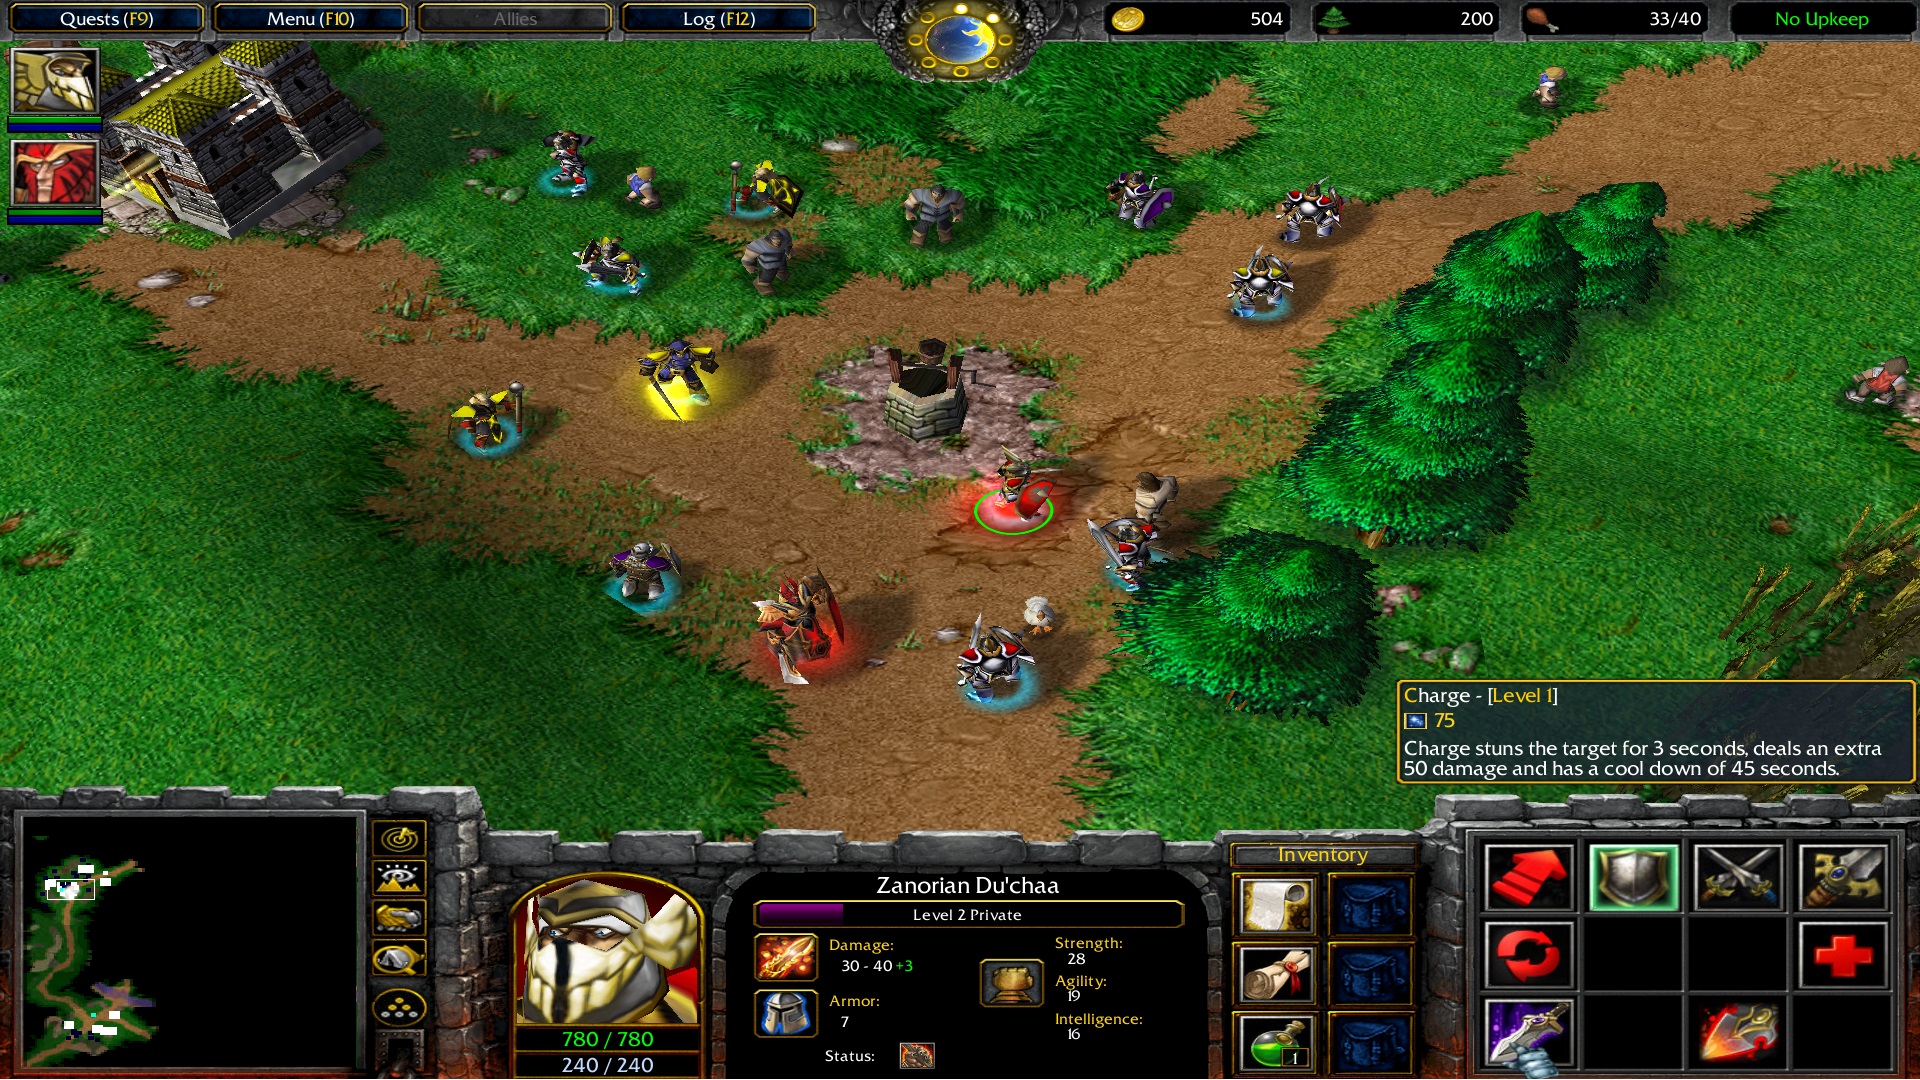 Quests (F9)
Menu (F10)
Allies
Log (F12)
504
200
33/40
No Upkeep
Charge - [Level 1]
75
Charge stuns the target for 3 seconds, deals an extra
50 damage and has a cool down of 45 seconds.
Inventory
Zanorian Du'chaa
Level 2 Private
Damage:
30 - 40 +3
Armor:
7
Status:
Strength:
28
Agility:
19
Intelligence:
16
780 / 780
240 / 240
1